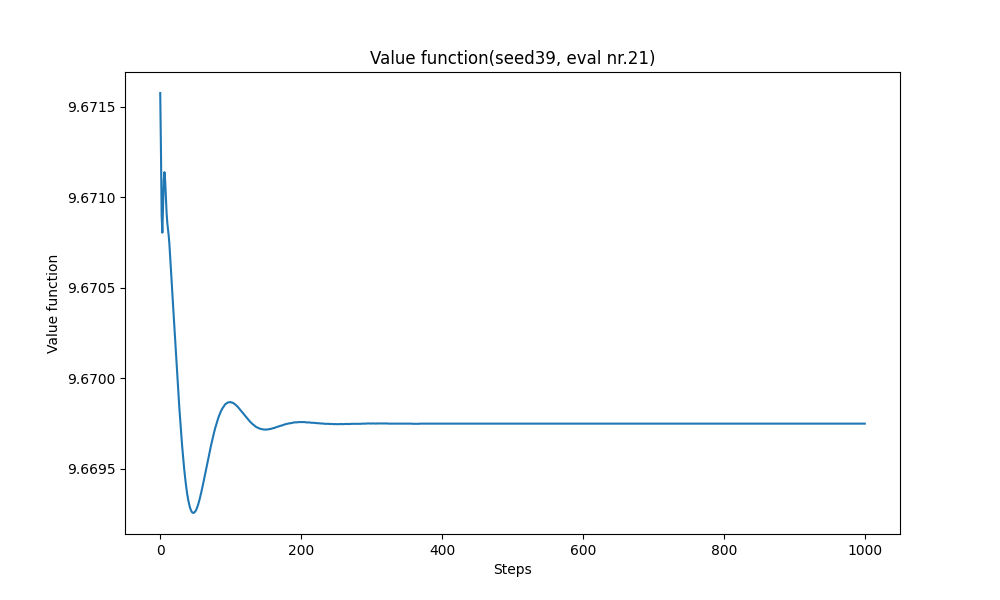 Value function(seed39, eval nr.21)
Value function
9.6715
9.6710
9.6705
9.6700
9.6695
0 200 400 600 800 1000
Steps